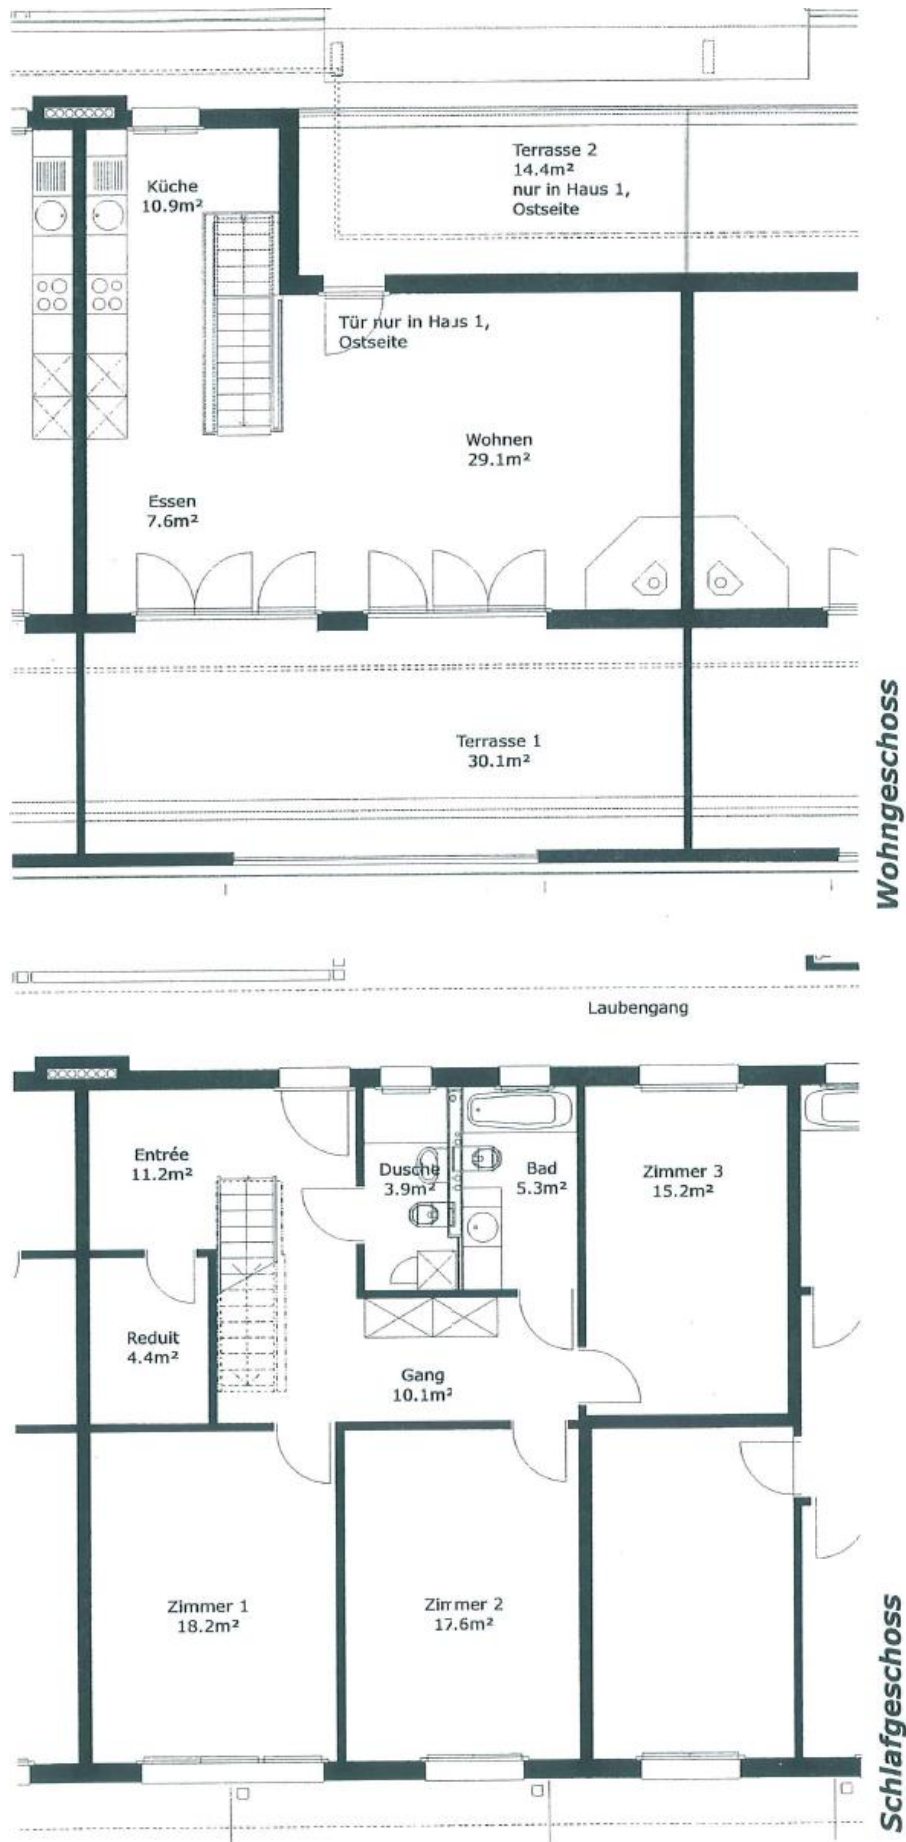 Terrasse 2
14.4m²
nur in Haus 1,
Ostseite
Küche
10.9m²
Tür nur in Haus 1,
Ostseite
Wohnen
29.1m²
Essen
7.6m²
Terrasse 1
30.1m²
Wohngeschoss
Laubengang
Entrée
11.2m²
Dusche
3.9m²
Bad
5.3m²
Zimmer 3
15.2m²
Reduit
4.4m²
Gang
10.1m²
Zimmer 1
18.2m²
Zimmer 2
17.6m²
Schlafgeschoss